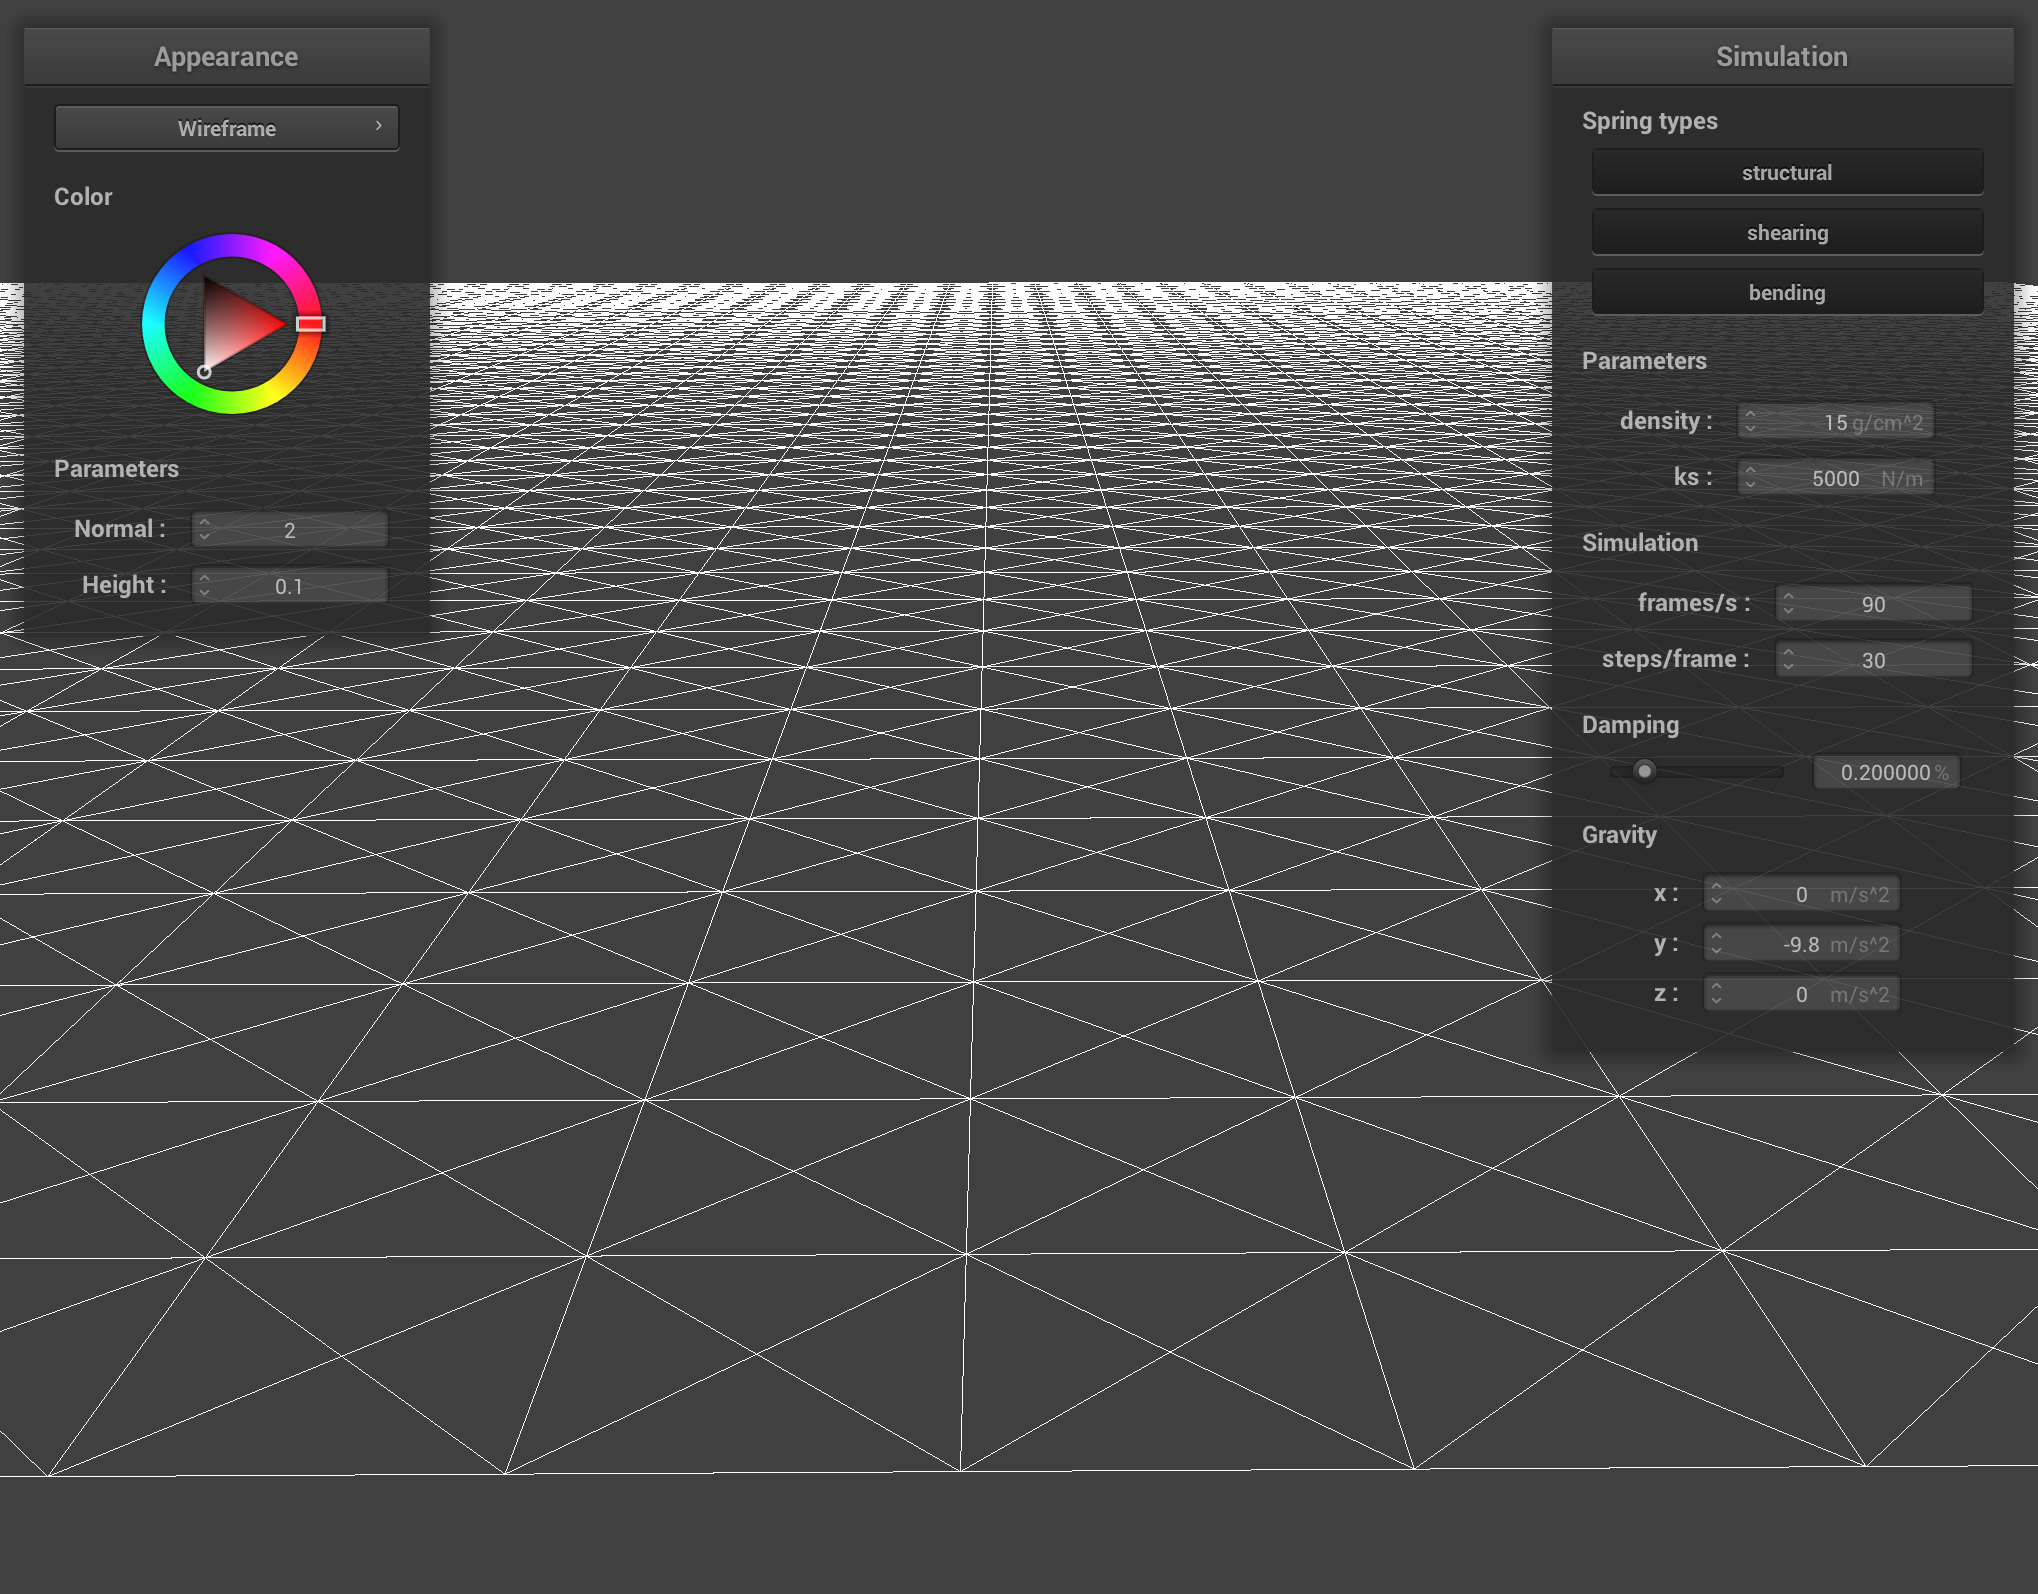 Appearance
Wireframe
Color
Parameters
Normal : 2
Height : 0.1
Simulation
Spring types
structural
shearing
bending
Parameters
density : 15 g/cm^2
ks : 5000 N/m
Simulation
frames/s : 90
steps/frame : 30
Damping
0.200000 %
Gravity
x : 0 m/s^2
y : -9.8 m/s^2
z : 0 m/s^2